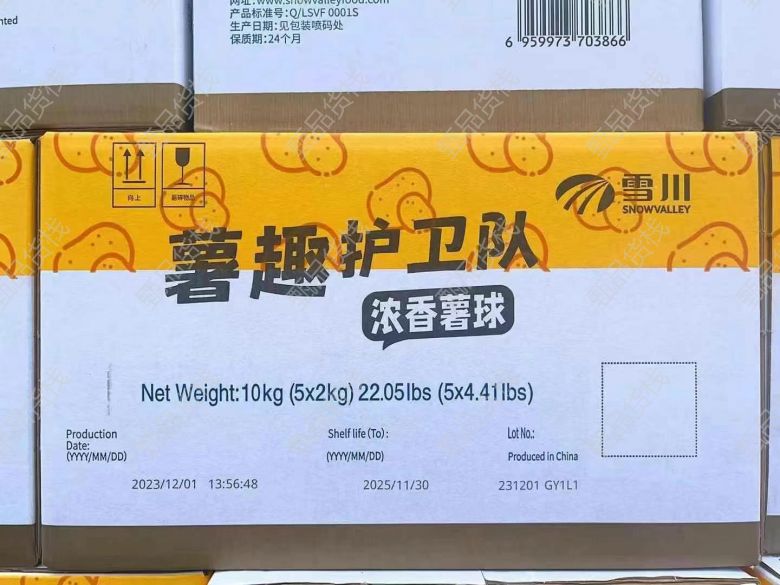 nted
网址:www.snowvalleyfood.com
产品标准号: Q/LSVF 0001S
生产日期: 见包装喷码处
保质期: 24个月
6 959973 703866
向上
易碎物品
雪川
SNOWVALLEY
薯趣护卫队
浓香薯球
Net Weight:10kg (5x2kg) 22.05lbs (5x4.41lbs)
Production
Date:
(YYYY/MM/DD)
Shelf life (To):
(YYYY/MM/DD)
Lot No.:
Produced in China
2023/12/01 13:56:48
2025/11/30
231201 GY1L1